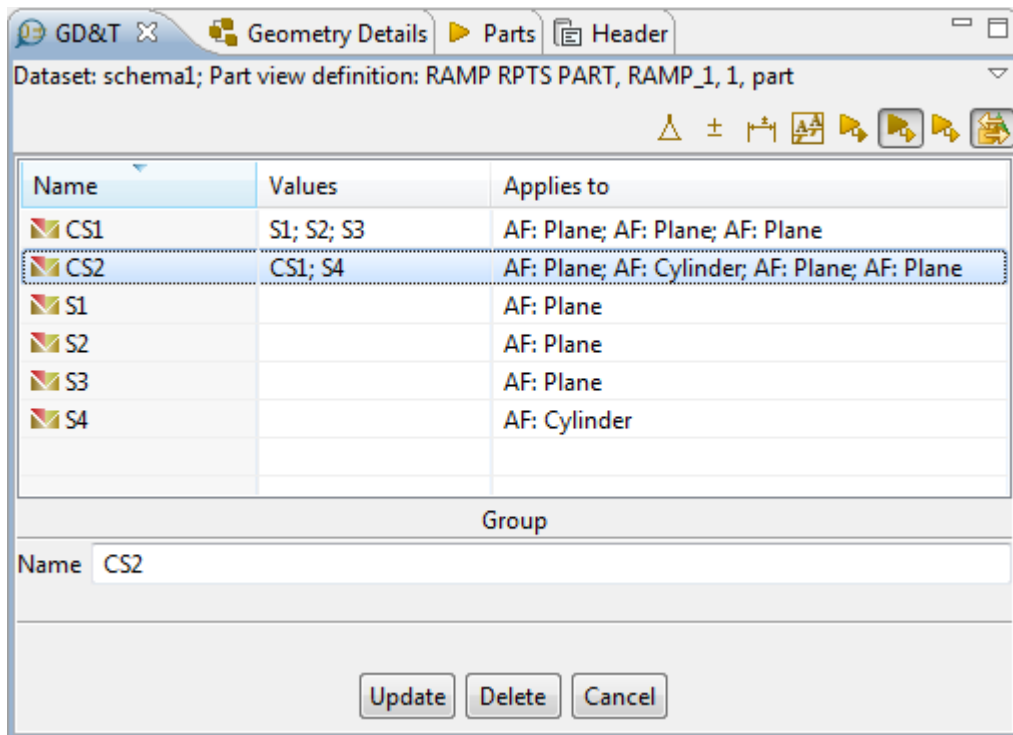 GD&T Geometry Details Parts Header
Dataset: schema1; Part view definition: RAMP RPTS PART, RAMP_1, 1, part
Name Values Applies to
CS1 S1; S2; S3 AF: Plane; AF: Plane; AF: Plane
CS2 CS1; S4 AF: Plane; AF: Cylinder; AF: Plane; AF: Plane
S1 AF: Plane
S2 AF: Plane
S3 AF: Plane
S4 AF: Cylinder
Group
Name CS2
Update Delete Cancel